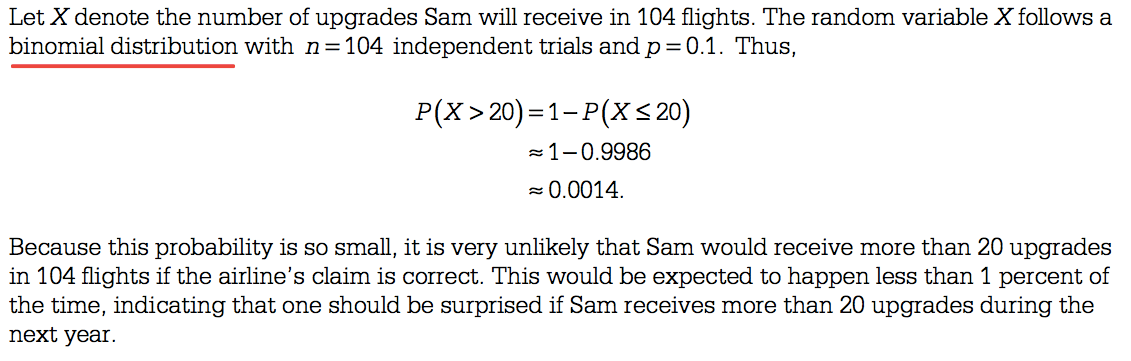 Let X denote the number of upgrades Sam will receive in 104 flights. The random variable X follows a
binomial distribution with n=104 independent trials and p=0.1. Thus,
P(X>20)=1−P(X≤20)
≈1−0.9986
≈0.0014.
Because this probability is so small, it is very unlikely that Sam would receive more than 20 upgrades
in 104 flights if the airline's claim is correct. This would be expected to happen less than 1 percent of
the time, indicating that one should be surprised if Sam receives more than 20 upgrades during the
next year.